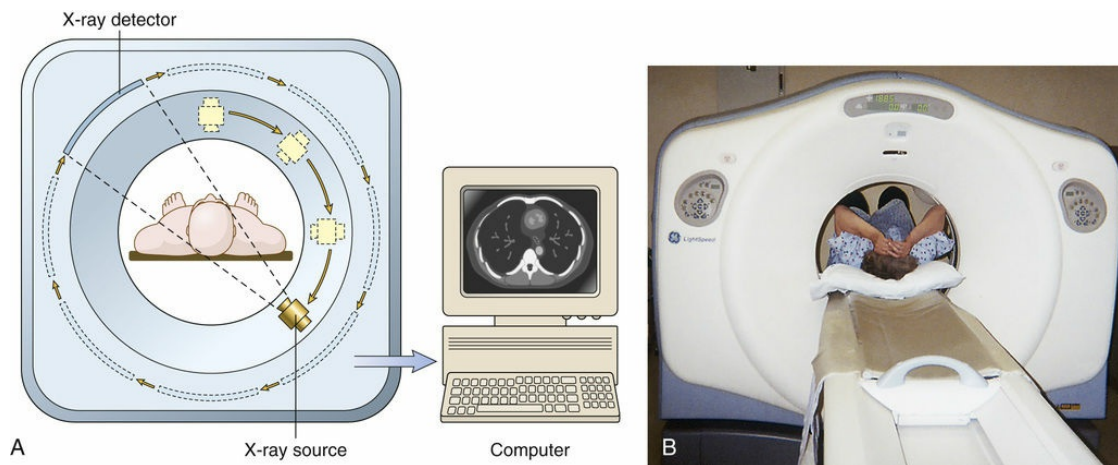 X-ray detector
A
X-ray source
Computer
GE
LightSpeed
B